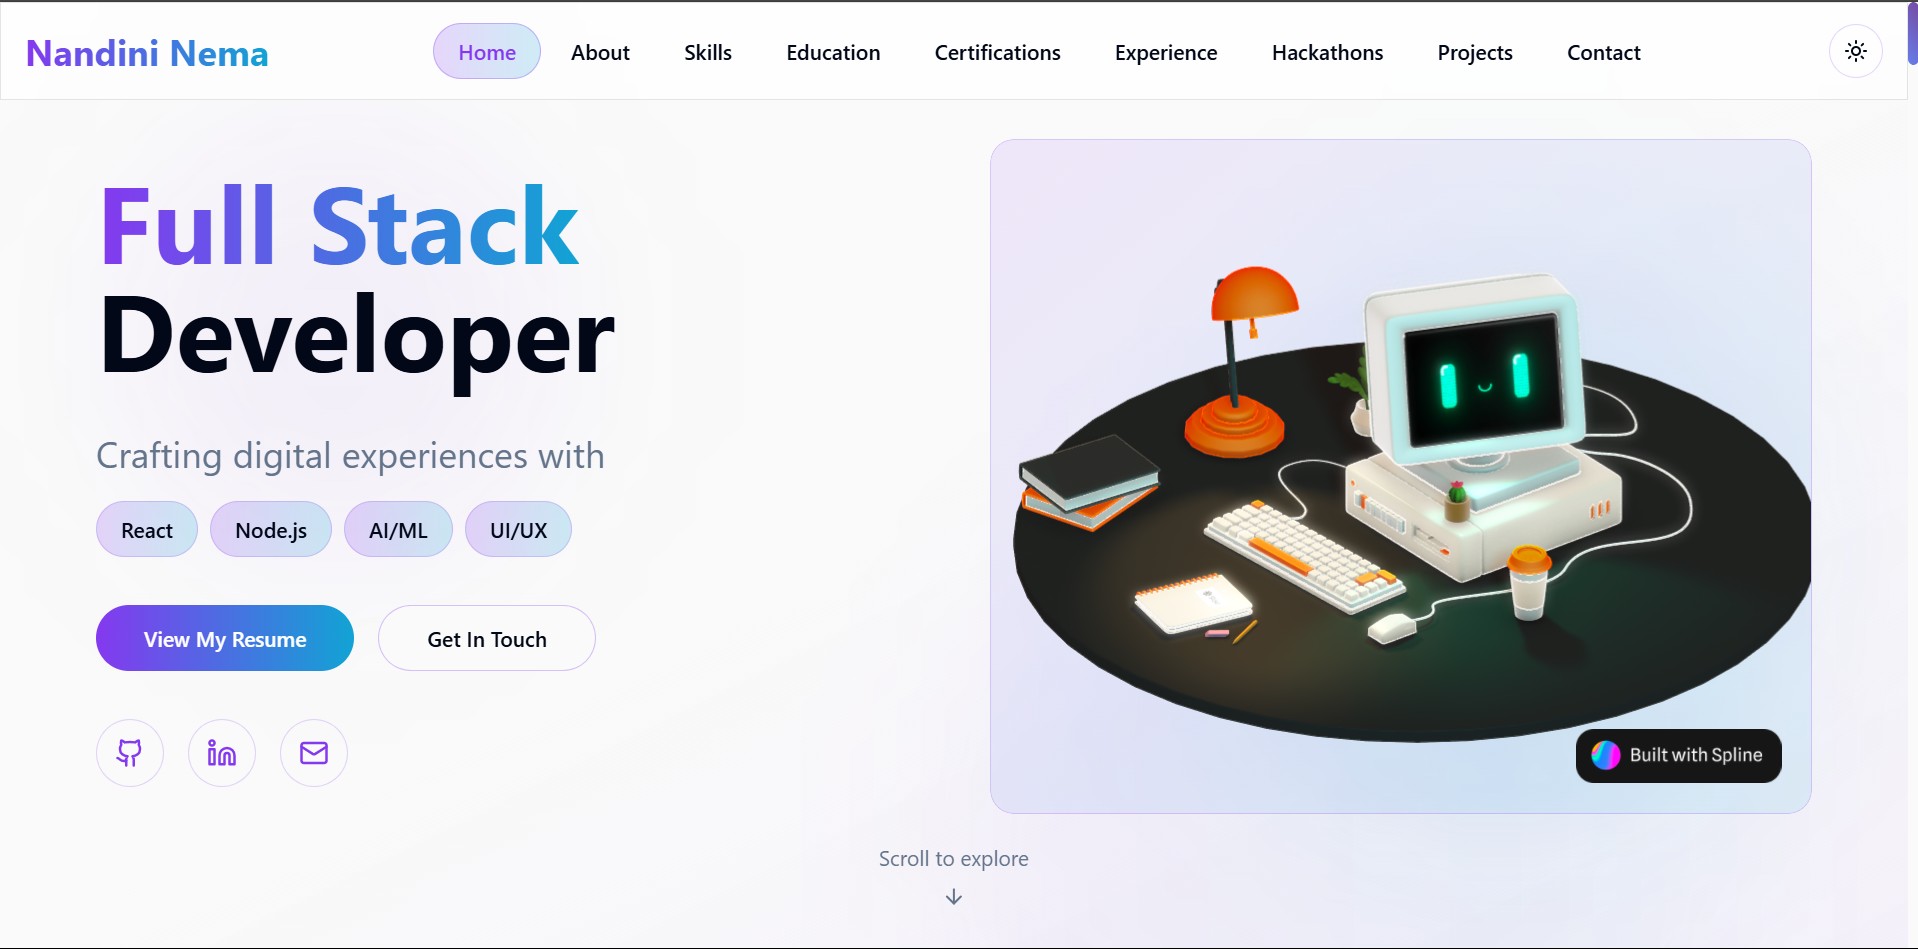 Nandini Nema
Home
About
Skills
Education
Certifications
Experience
Hackathons
Projects
Contact
Full Stack
Developer
Crafting digital experiences with
React
Node.js
AI/ML
UI/UX
View My Resume
Get In Touch
Built with Spline
Scroll to explore